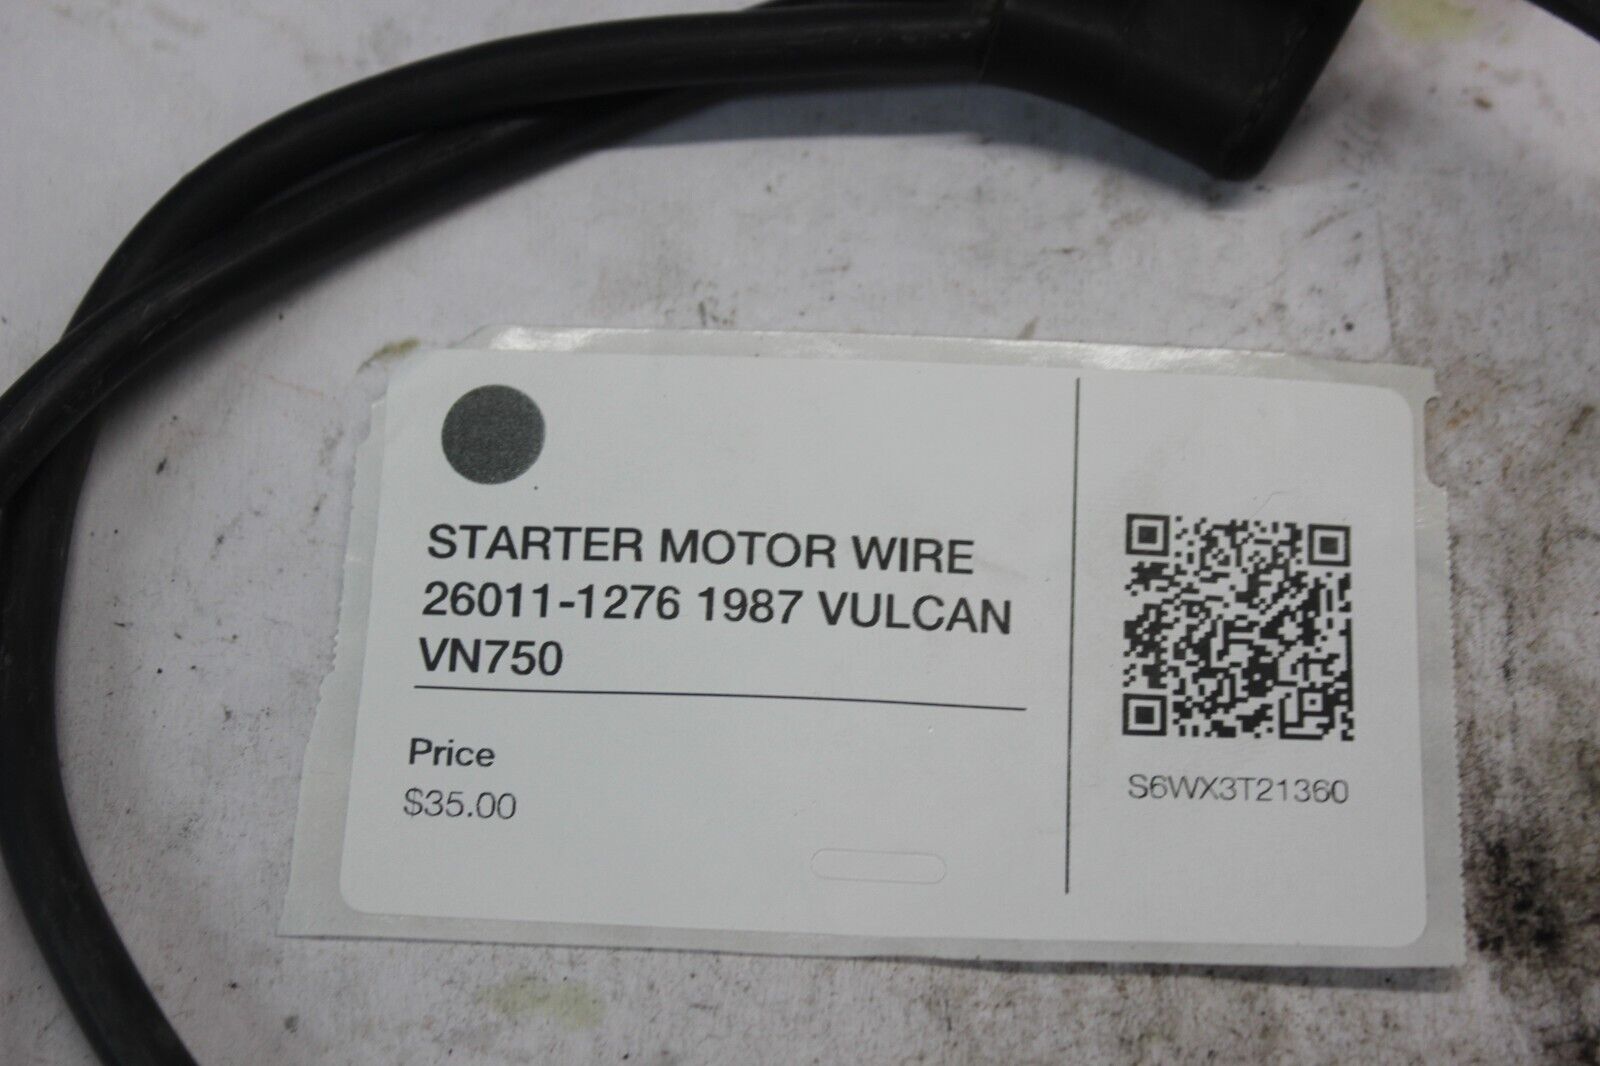 STARTER MOTOR WIRE
26011-1276 1987 VULCAN
VN750
Price
$35.00
S6WX3T21360